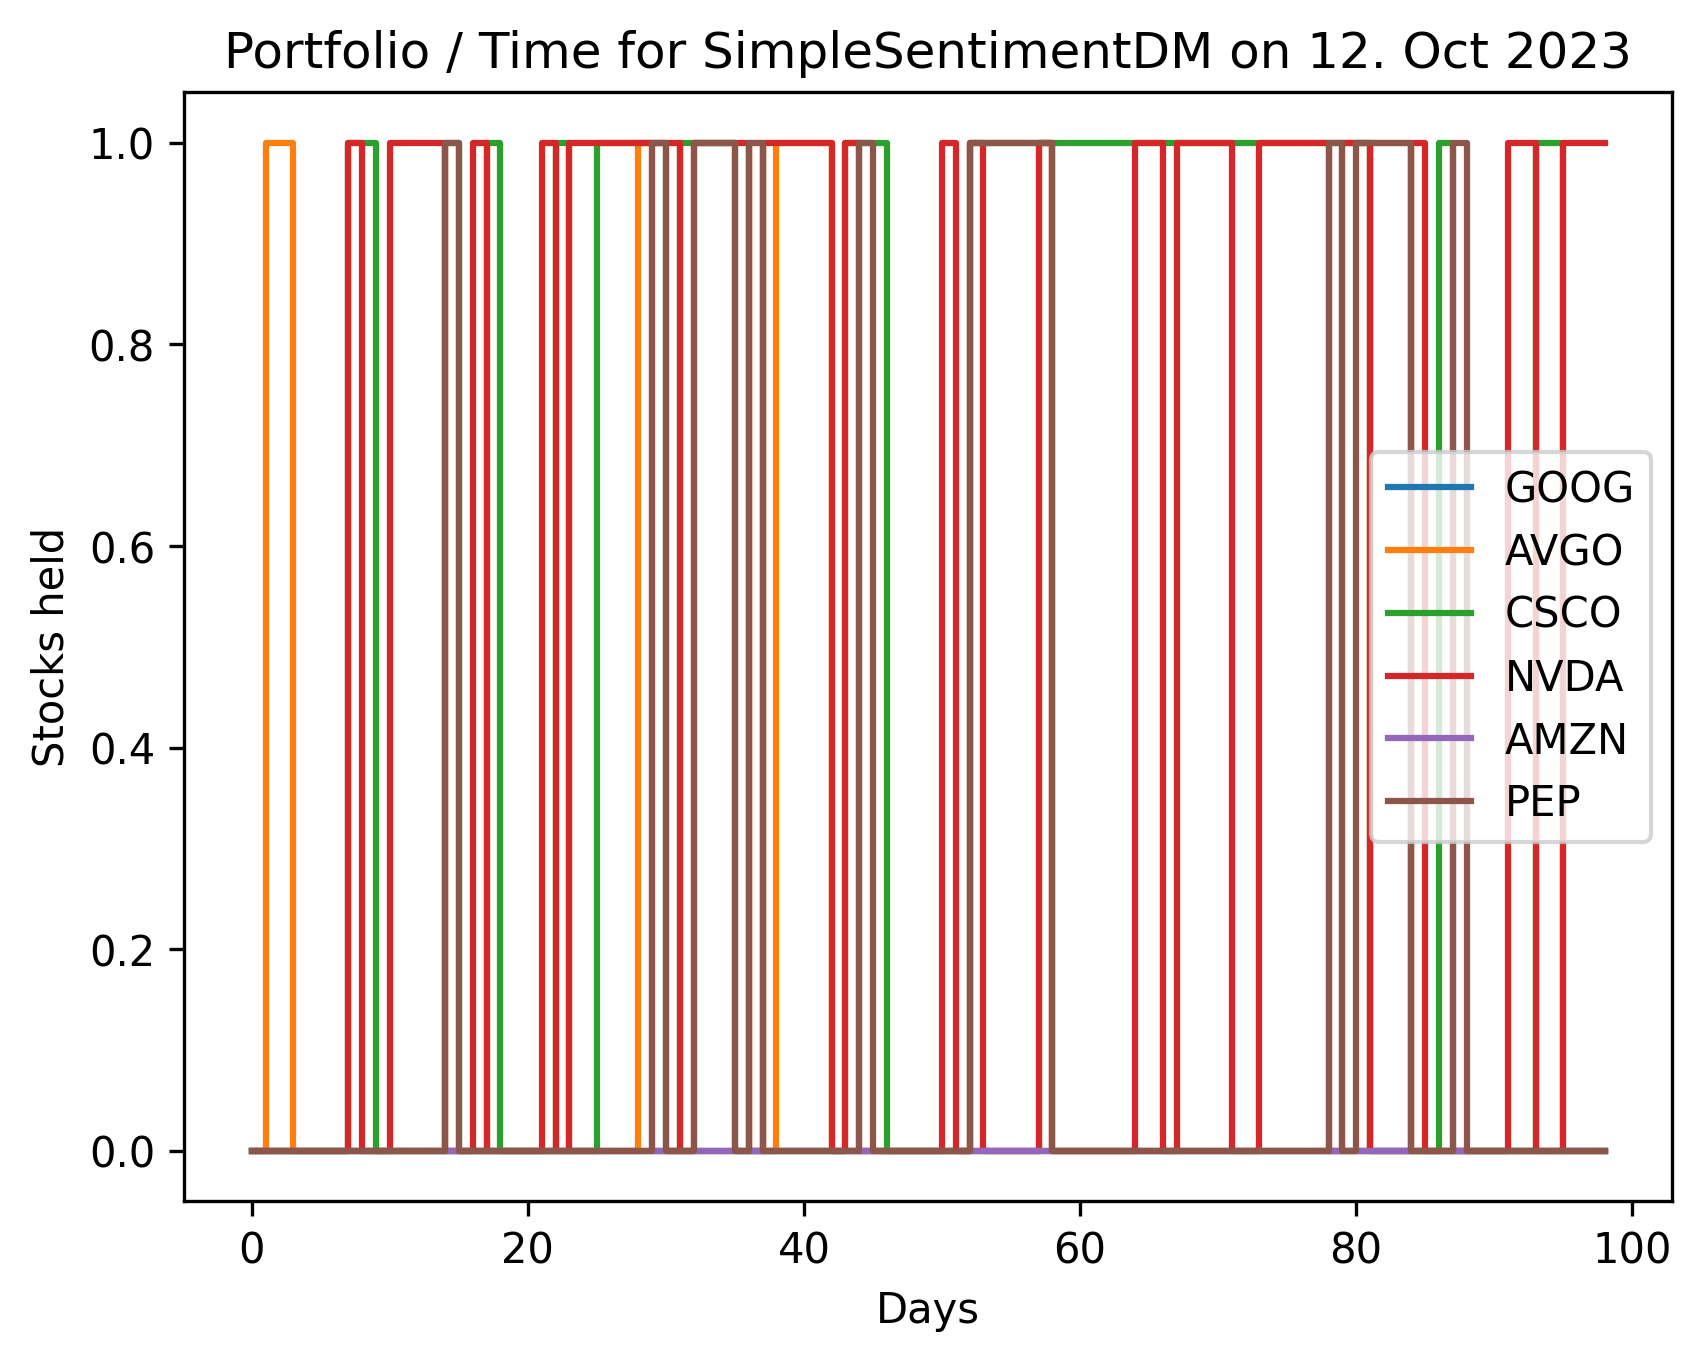 Portfolio / Time for SimpleSentimentDM on 12. Oct 2023
1.0
0.8
0.6
0.4
0.2
0.0
Stocks held
GOOG
AVGO
CSCO
NVDA
AMZN
PEP
0 20 40 60 80 100
Days